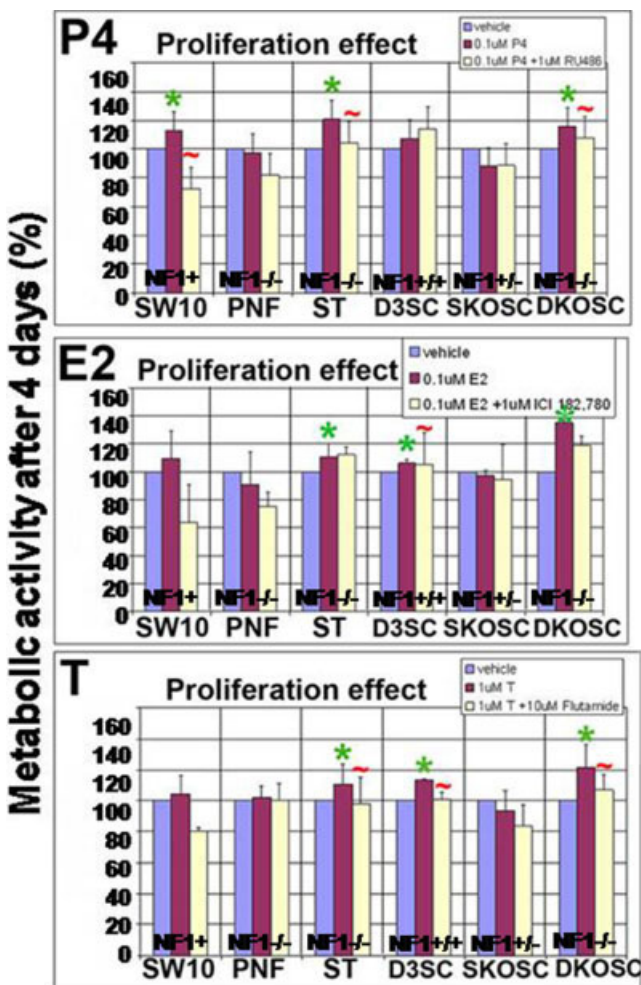 Metabolic activity after 4 days (%)
P4
Proliferation effect
vehicle
0.1uM P4
0.1uM P4 +1uM RU486
160
140
120
100
80
60
40
20
0
* ~ * ~ * ~
NF1+ NF1-/- NF1-/- NF1+/+ NF1+/- NF1-/-
SW10 PNF ST D3SC SKOSC DKOSC
E2
Proliferation effect
vehicle
0.1uM E2
0.1uM E2 +1uM ICI 182,780
160
140
120
100
80
60
40
20
0
* * ~ *
NF1+ NF1-/- NF1-/- NF1+/+ NF1+/- NF1-/-
SW10 PNF ST D3SC SKOSC DKOSC
T
Proliferation effect
vehicle
1uM T
1uM T +10uM Flutamide
160
140
120
100
80
60
40
20
0
* ~ * ~ * ~
NF1+ NF1-/- NF1-/- NF1+/+ NF1+/- NF1-/-
SW10 PNF ST D3SC SKOSC DKOSC